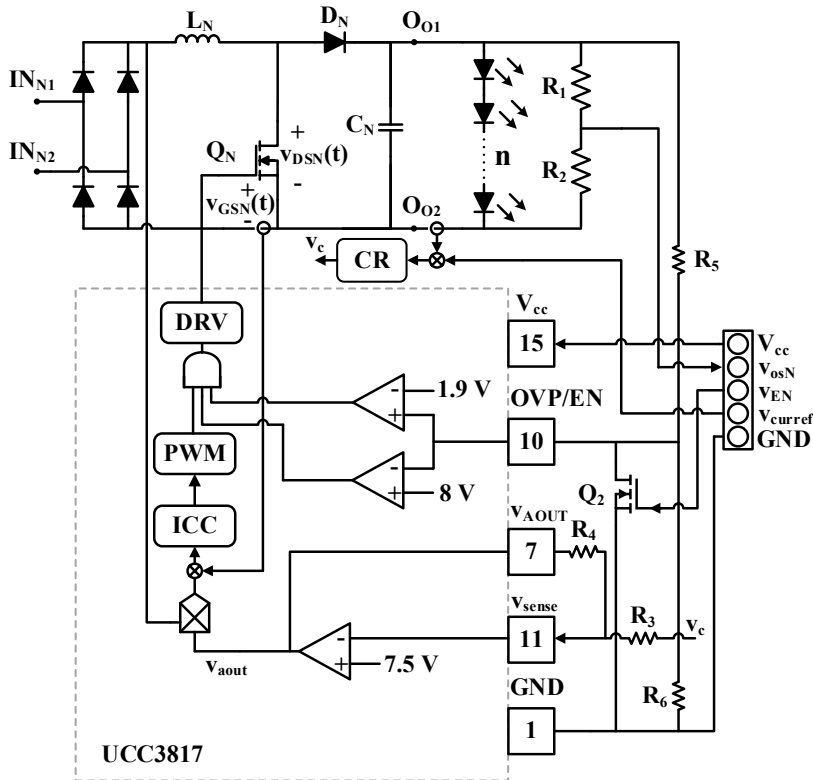 L_N
D_N
O_O1
IN_N1
IN_N2
Q_N
+
v_DSN(t)
-
+
v_GSN(t)
-
C_N
n
R_1
R_2
O_O2
v_c
CR
R_5
DRV
V_cc
15
V_cc
v_osN
v_EN
v_curref
GND
-
1.9 V
+
OVP/EN
10
PWM
-
+
8 V
Q_2
ICC
v_AOUT
7
R_4
v_sense
11
R_3
v_c
-
+
7.5 V
v_aout
GND
1
R_6
UCC3817